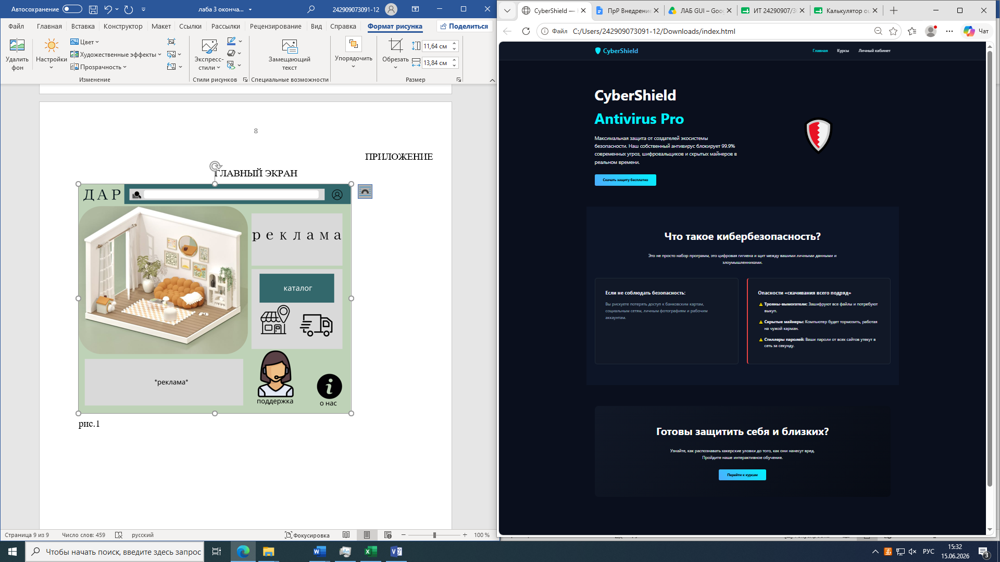 Автосохранение
лаба 3 оконча...
242909073091-12
Файл
Главная
Вставка
Конструктор
Макет
Ссылки
Рассылки
Рецензирование
Вид
Справка
Формат рисунка
Поделиться
Удалить фон
Настройки
Цвет
Художественные эффекты
Прозрачность
Изменение
Экспресс-стили
Стили рисунков
Замещающий текст
Специальные возможности
Упорядочить
Обрезать
11,64 см
13,84 см
Размер
8
ПРИЛОЖЕНИЕ
ГЛАВНЫЙ ЭКРАН
ДАР
реклама
каталог
*реклама*
поддержка
о нас
рис.1
Страница 9 из 9
Число слов: 459
русский
Фокусировка
100 %
CyberShield —
ПрР Внедрение
ЛАБ GUI – Goo
ИТ 24290907/3
Калькулятор о
Файл
C:/Users/242909073091-12/Downloads/index.html
Чат
CyberShield
Главная
Курсы
Личный кабинет
CyberShield
Antivirus Pro
Максимальная защита от создателей экосистемы
безопасности. Наш собственный антивирус блокирует 99.9%
современных угроз, шифровальщиков и скрытых майнеров в
реальном времени.
Скачать защиту бесплатно
Что такое кибербезопасность?
Это не просто набор программ, это цифровая гигиена и щит между вашими личными данными и
злоумышленниками.
Если не соблюдать безопасность:
Вы рискуете потерять доступ к банковским картам,
социальным сетям, личным фотографиям и рабочим
аккаунтам.
Опасности «скачивания всего подряд»
Трояны-вымогатели: Зашифруют все файлы и потребуют
выкуп.
Скрытые майнеры: Компьютер будет тормозить, работая
на чужой карман.
Стиллеры паролей: Ваши пароли от всех сайтов утекут в
сеть за секунду.
Готовы защитить себя и близких?
Узнайте, как распознавать хакерские уловки до того, как они нанесут вред.
Пройдите наше интерактивное обучение.
Перейти к курсам
Чтобы начать поиск, введите здесь запрос
РУС
15:32
15.06.2026
3